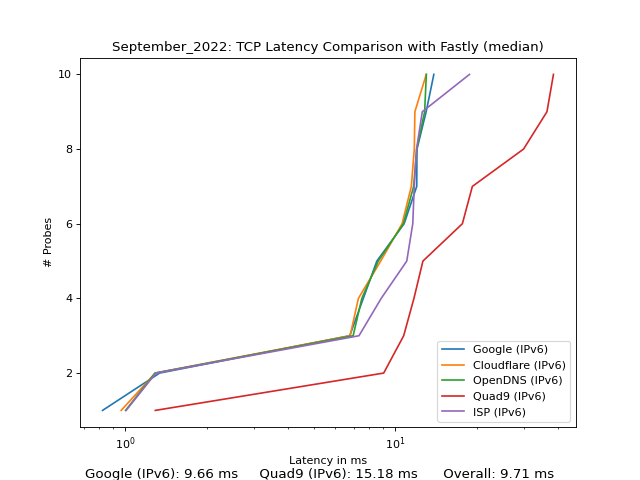 September_2022: TCP Latency Comparison with Fastly (median)
10
8
6
4
2
# Probes
Google (IPv6)
Cloudflare (IPv6)
OpenDNS (IPv6)
Quad9 (IPv6)
ISP (IPv6)
10⁰ 10¹
Latency in ms
Google (IPv6): 9.66 ms Quad9 (IPv6): 15.18 ms Overall: 9.71 ms